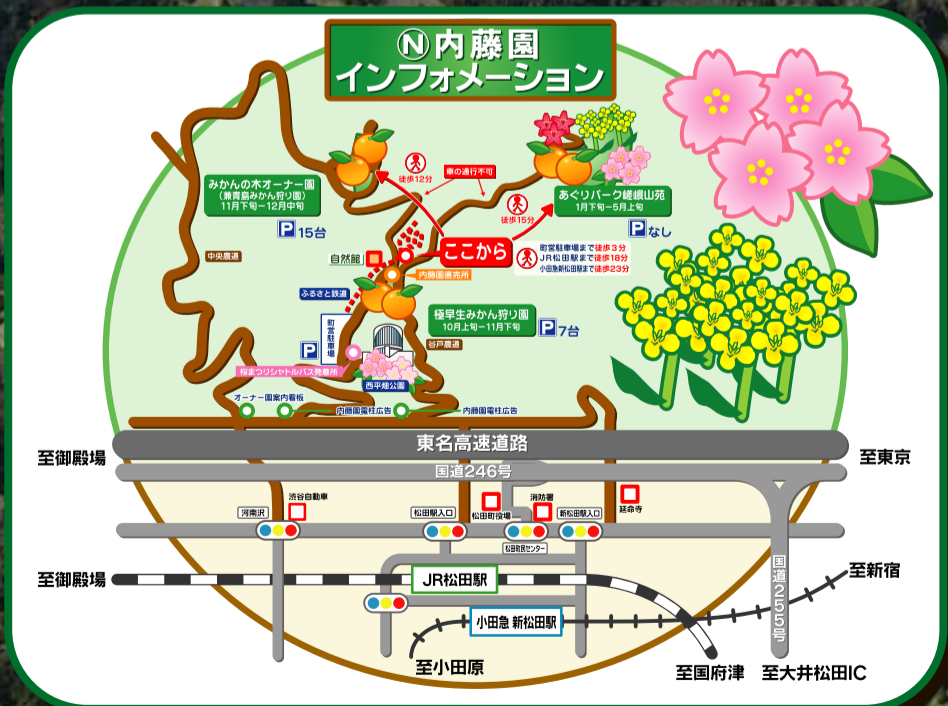 Ⓝ内藤園
インフォメーション
みかんの木オーナー園
(兼青島みかん狩り園)
11月下旬ー12月中旬
P 15台
徒歩12分
車の通行不可
徒歩15分
あぐりパーク嵯峨山苑
1月下旬ー5月上旬
P なし
ここから
町営駐車場まで徒歩3分
JR松田駅まで徒歩18分
小田急新松田駅まで徒歩23分
自然館
内藤園直売所
中央農道
ふるさと鉄道
極早生みかん狩り園
10月上旬ー11月下旬
P 7台
町営駐車場
P
谷戸農道
桜まつりシャトルバス発着所
西平畑公園
オーナー園案内看板
内藤園電柱広告
内藤園電柱広告
東名高速道路
至御殿場
至東京
国道246号
渋谷自動車
河南沢
松田駅入口
松田町役場
消防署
新松田駅入口
延命寺
松田町民センター
至御殿場
JR松田駅
国道255号
至新宿
小田急 新松田駅
至小田原
至国府津
至大井松田IC